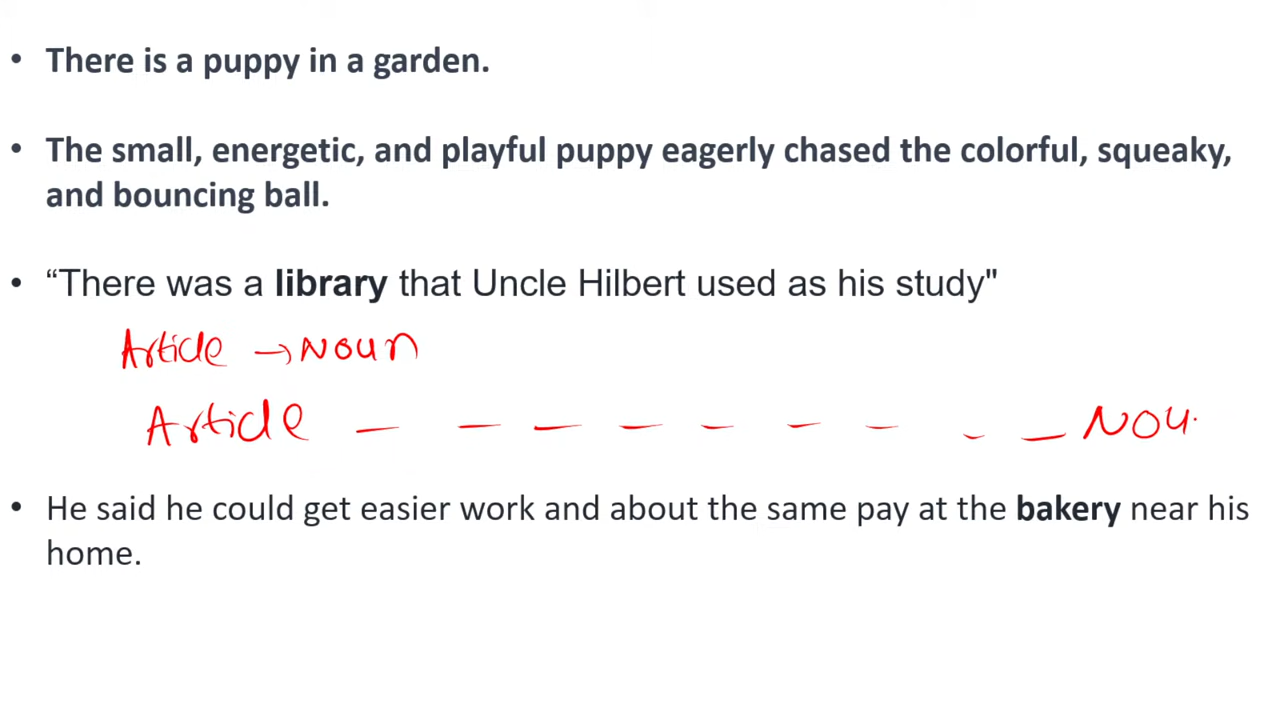 • There is a puppy in a garden.
• The small, energetic, and playful puppy eagerly chased the colorful, squeaky,
and bouncing ball.
• “There was a library that Uncle Hilbert used as his study"
Article → Noun
Article — — — — — — — - — Nou
• He said he could get easier work and about the same pay at the bakery near his
home.